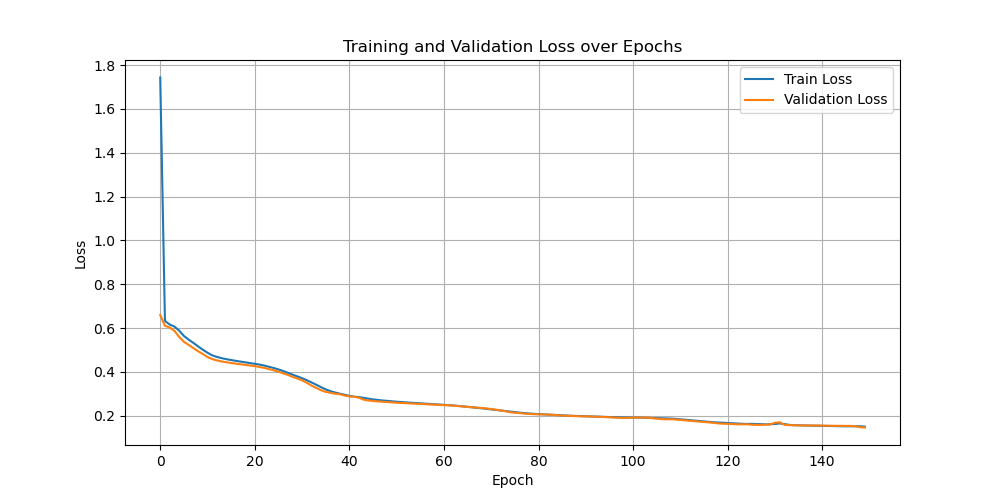 Training and Validation Loss over Epochs
Train Loss
Validation Loss
Loss
1.8
1.6
1.4
1.2
1.0
0.8
0.6
0.4
0.2
0 20 40 60 80 100 120 140
Epoch